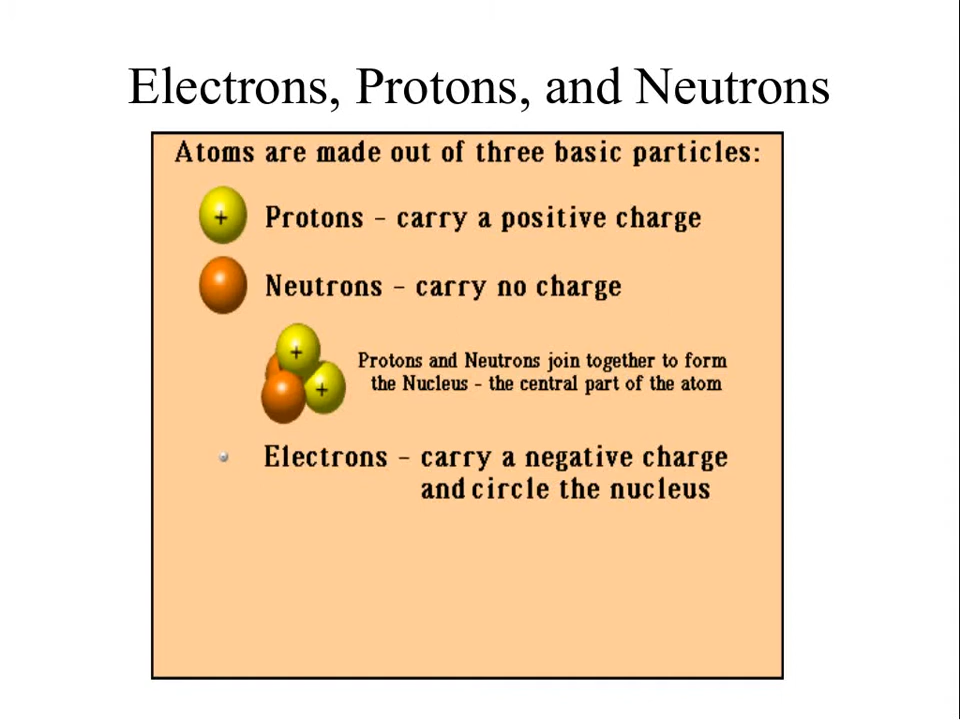 Electrons, Protons, and Neutrons
Atoms are made out of three basic particles:
+ Protons - carry a positive charge
Neutrons - carry no charge
+
Protons and Neutrons join together to form
+ the Nucleus - the central part of the atom
Electrons - carry a negative charge
and circle the nucleus